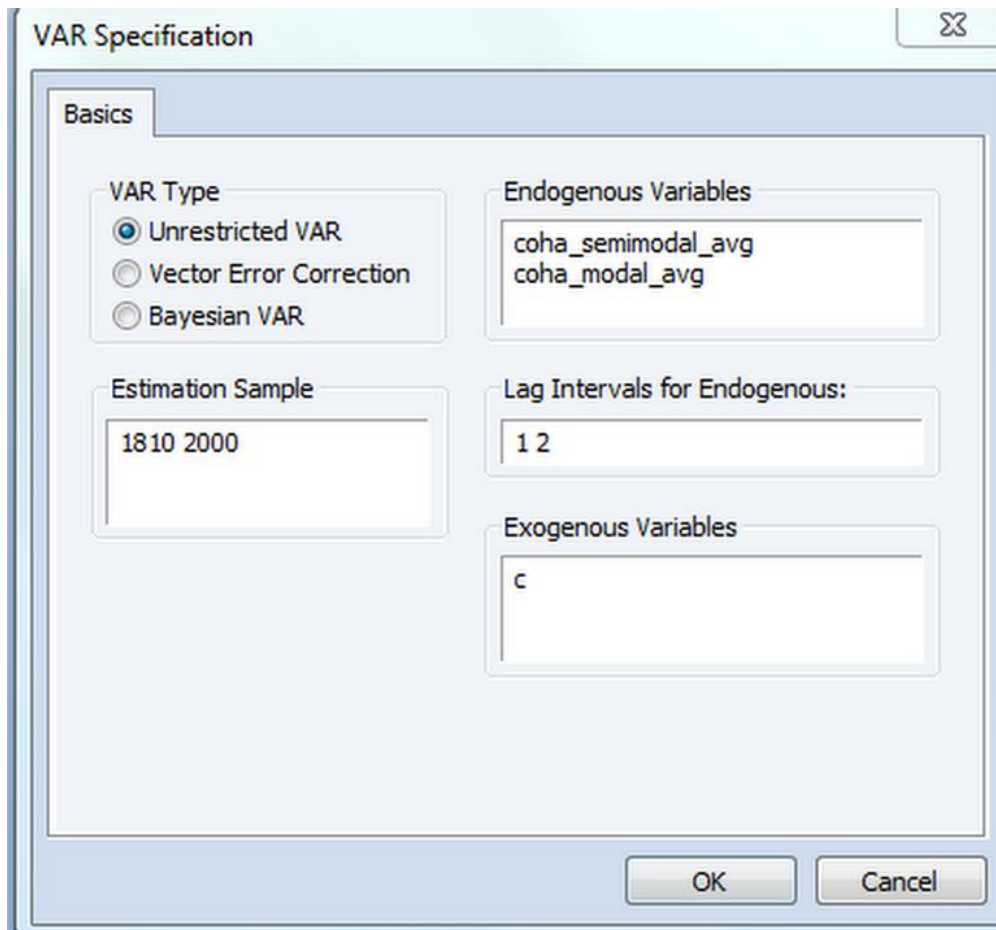 VAR Specification
Basics
VAR Type
Unrestricted VAR
Vector Error Correction
Bayesian VAR
Endogenous Variables
coha_semimodal_avg
coha_modal_avg
Estimation Sample
1810 2000
Lag Intervals for Endogenous:
1 2
Exogenous Variables
c
OK
Cancel